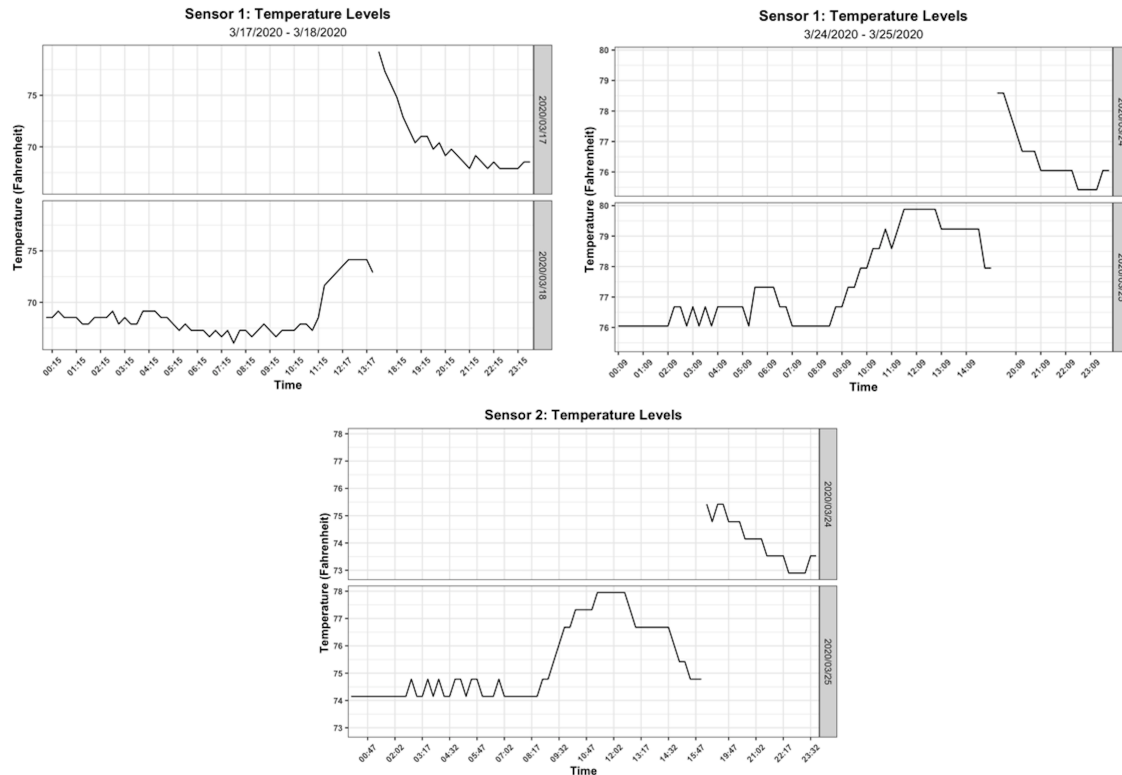 Sensor 1: Temperature Levels
3/17/2020 - 3/18/2020
Temperature (Fahrenheit)
75
70
2020/03/17
75
70
2020/03/18
00:15 01:15 02:15 03:15 04:15 05:15 06:15 07:15 08:15 09:15 10:15 11:15 12:17 13:17 18:15 19:15 20:15 21:15 22:15 23:15
Time
Sensor 1: Temperature Levels
3/24/2020 - 3/25/2020
Temperature (Fahrenheit)
80
79
78
77
76
2020/03/24
80
79
78
77
76
00:09 01:09 02:09 03:09 04:09 05:09 06:09 07:09 08:09 09:09 10:09 11:09 12:09 13:09 14:09 20:09 21:09 22:09 23:09
Time
Sensor 2: Temperature Levels
Temperature (Fahrenheit)
78
77
76
75
74
73
2020/03/24
78
77
76
75
74
73
2020/03/25
00:47 02:02 03:17 04:32 05:47 07:02 08:17 09:32 10:47 12:02 13:17 14:32 15:47 19:47 21:02 22:17 23:32
Time